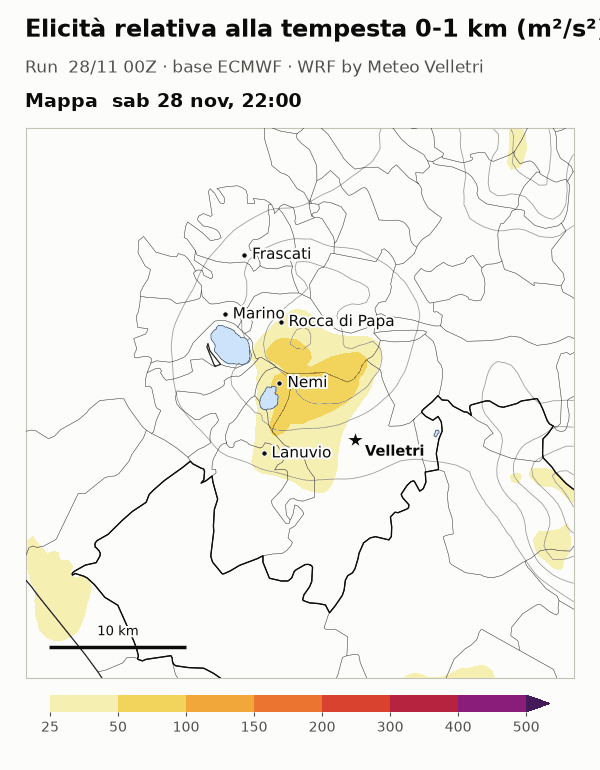 Elicità relativa alla tempesta 0-1 km (m²/s²)
Run 28/11 00Z · base ECMWF · WRF by Meteo Velletri
Mappa sab 28 nov, 22:00
Frascati
Marino
Rocca di Papa
Nemi
Velletri
Lanuvio
10 km
25 50 100 150 200 300 400 500